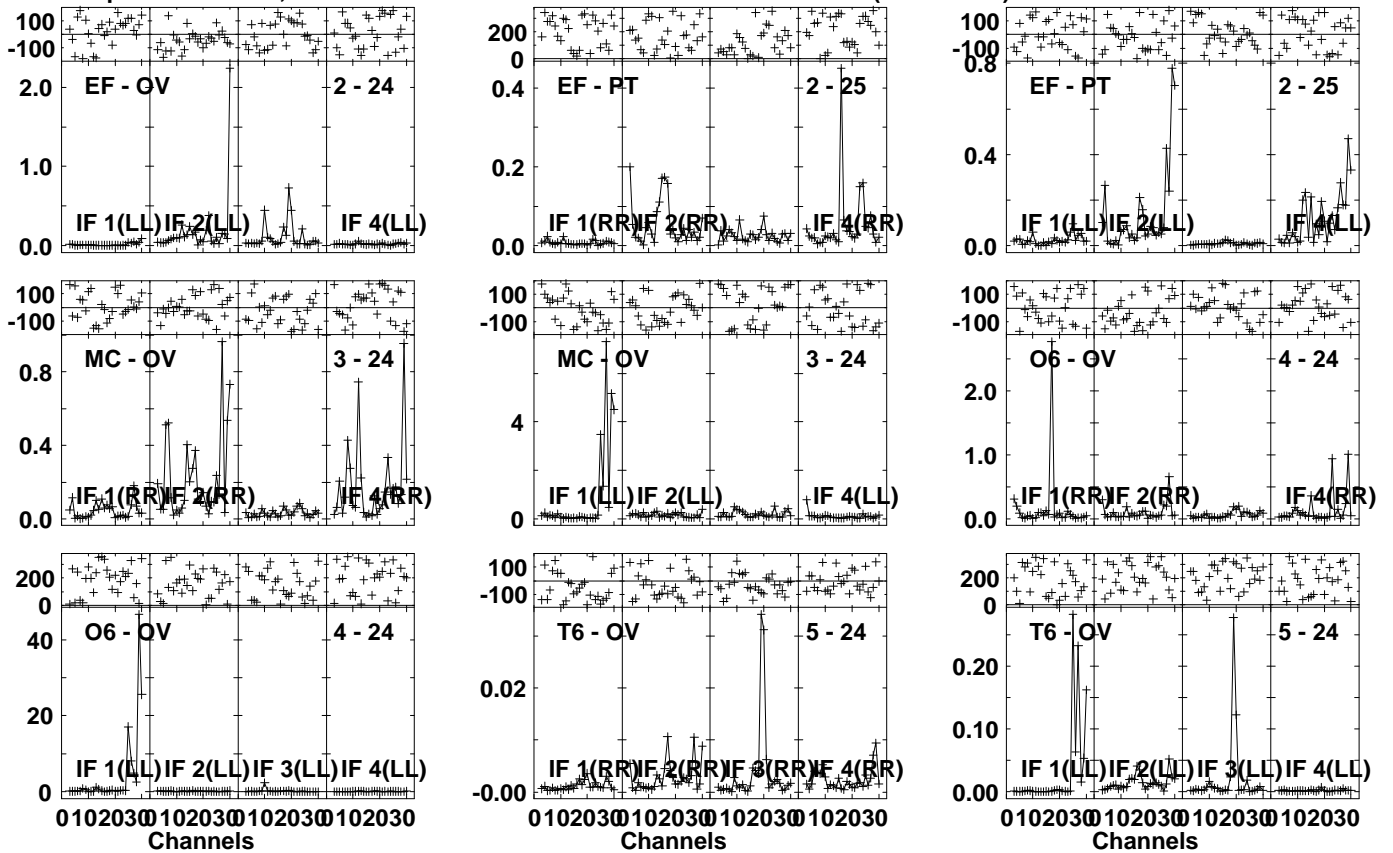 100
-100
2.0
1.0
0.0
EF - OV 2 - 24
IF 1(LL) IF 2(LL) IF 4(LL)
200
0
0.4
0.2
0.0
EF - PT 2 - 25
IF 1(RR) IF 2(RR) IF 4(RR)
100
-100
0.8
0.4
0.0
EF - PT 2 - 25
IF 1(LL) IF 2(LL) IF 4(LL)
100
-100
0.8
0.4
0.0
MC - OV 3 - 24
IF 1(RR) IF 2(RR) IF 4(RR)
100
-100
4
0
MC - OV 3 - 24
IF 1(LL) IF 2(LL) IF 4(LL)
100
-100
2.0
1.0
0.0
O6 - OV 4 - 24
IF 1(RR) IF 2(RR) IF 4(RR)
200
0
40
20
0
O6 - OV 4 - 24
IF 1(LL) IF 2(LL) IF 3(LL) IF 4(LL)
0102030 0102030 0102030 0102030
Channels
100
-100
0.02
-0.00
T6 - OV 5 - 24
IF 1(RR) IF 2(RR) IF 3(RR) IF 4(RR)
0102030 0102030 0102030 0102030
Channels
200
0
0.20
0.10
0.00
T6 - OV 5 - 24
IF 1(LL) IF 2(LL) IF 3(LL) IF 4(LL)
0102030 0102030 0102030 0102030
Channels